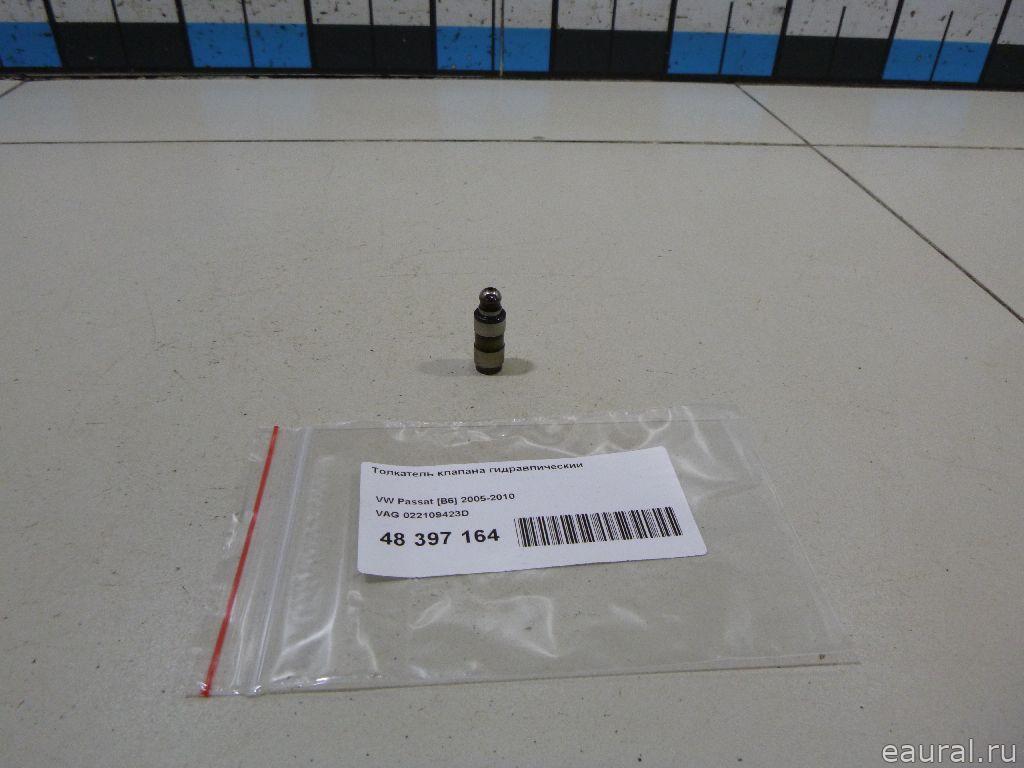 Толкатель клапана гидравлический
VW Passat [B6] 2005-2010
VAG 022109423D
48 397 164
eaural.ru